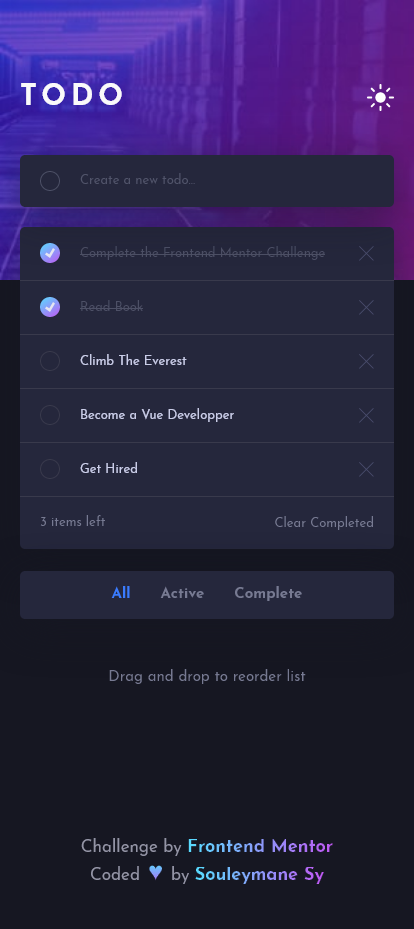 TODO
Create a new todo...
Complete the Frontend Mentor Challenge
Read Book
Climb The Everest
Become a Vue Developper
Get Hired
3 items left Clear Completed
All Active Complete
Drag and drop to reorder list
Challenge by Frontend Mentor
Coded ♥ by Souleymane Sy